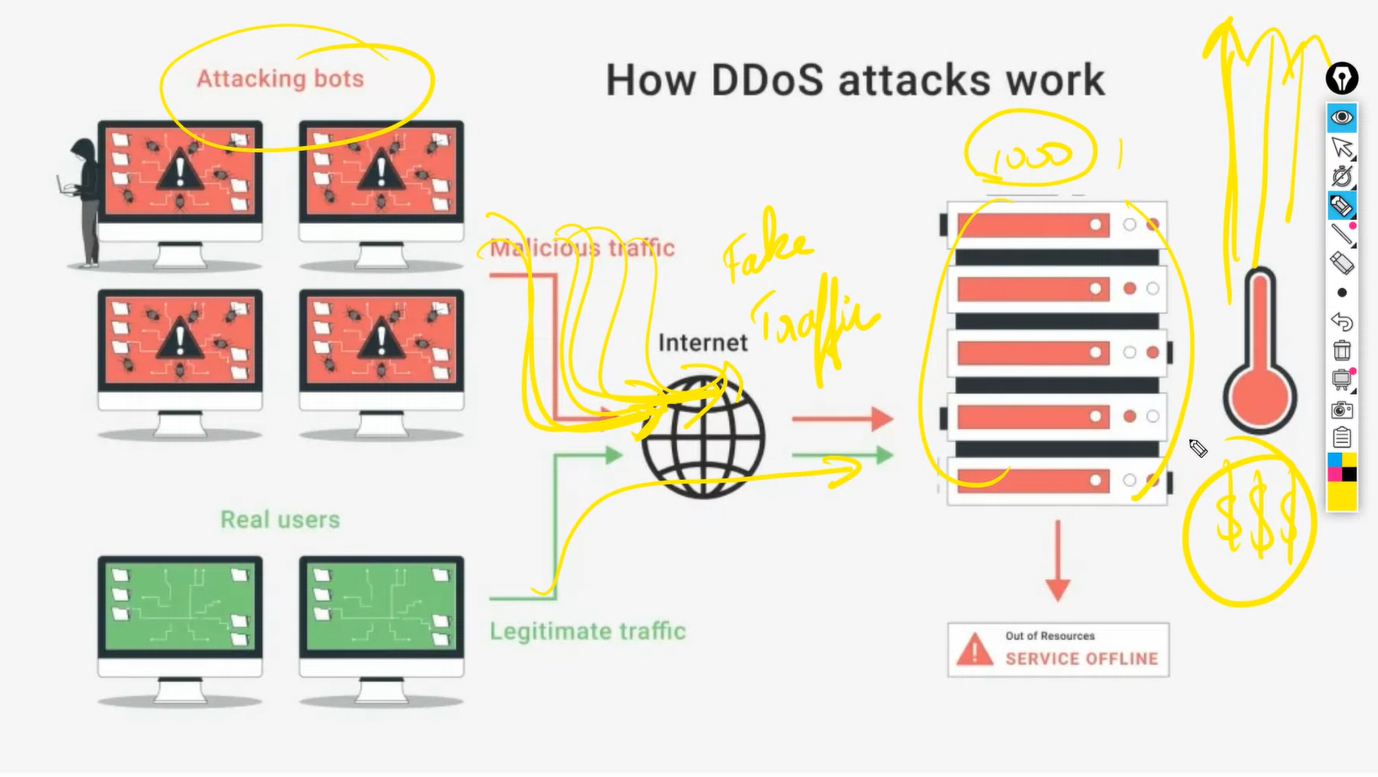 Attacking bots
How DDoS attacks work
1000 1
Malicious traffic
Fake
Traffic
Internet
Real users
$$$
Legitimate traffic
Out of Resources
SERVICE OFFLINE